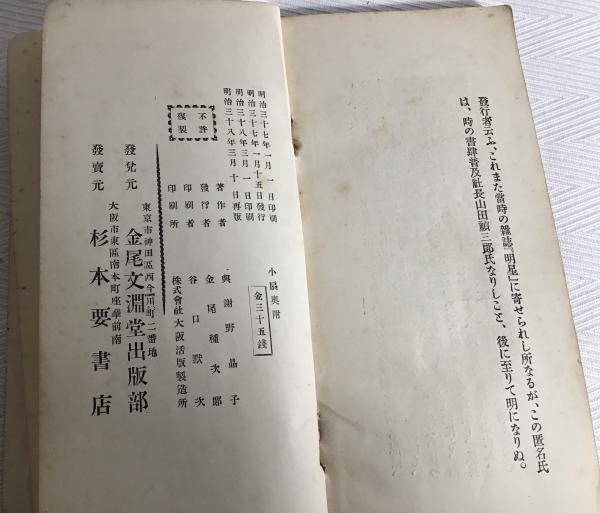 發行者云ふ、これまた當時の雜誌『明星』に寄せられし所なるが、この匿名氏
は、時の書肆普及社長山田禎三郎氏なりしこと、後に至りて明になりぬ。
小扇奧附
金三十五錢
明治三十七年一月一日印刷
明治三十七年一月十五日發行
明治三十八年三月一日印刷
明治三十八年三月十日再版
不許
複製
著作者 與謝野晶子
發行者 金尾種次郎
印刷者 谷口默次
印刷所 株式會社大阪活版製造所
發兌元 東京市神田區西今川町二番地
金尾文淵堂出版部
發賣元 大阪市東區南本町座摩前南
杉本要書店